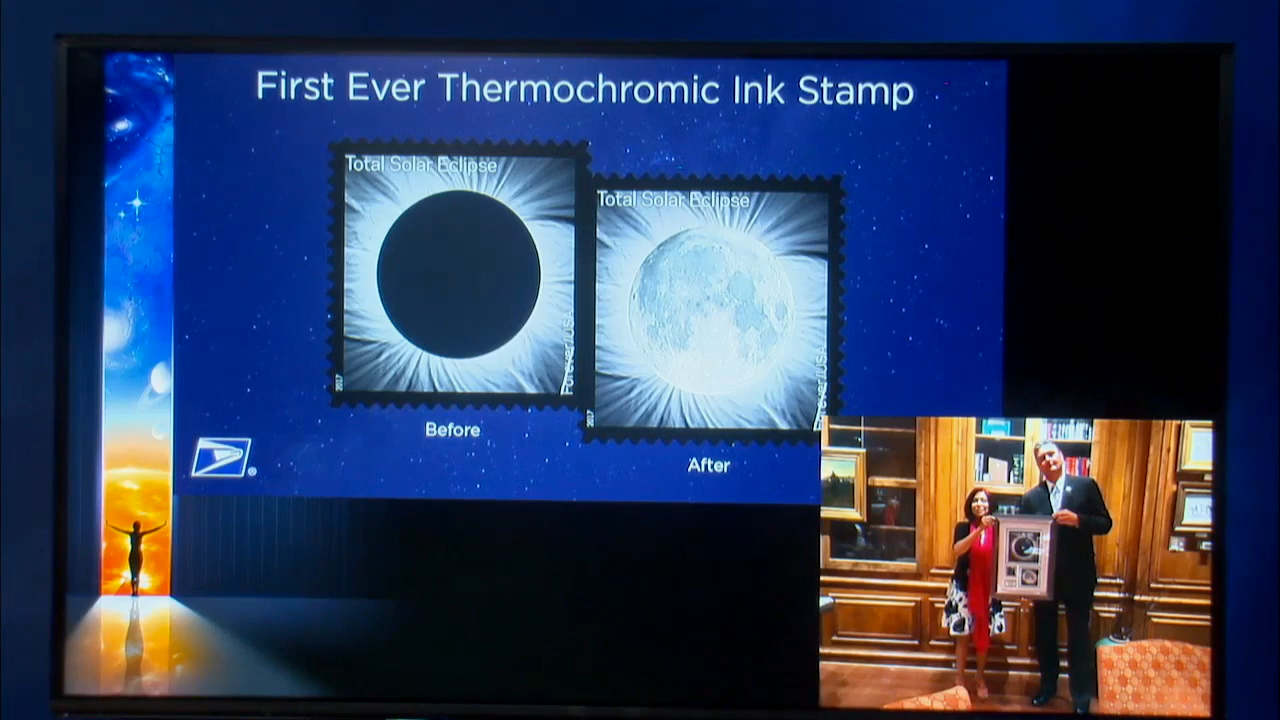 First Ever Thermochromic Ink Stamp
Total Solar Eclipse
Forever/USA
2017
Before
Total Solar Eclipse
Forever/USA
2017
After
®